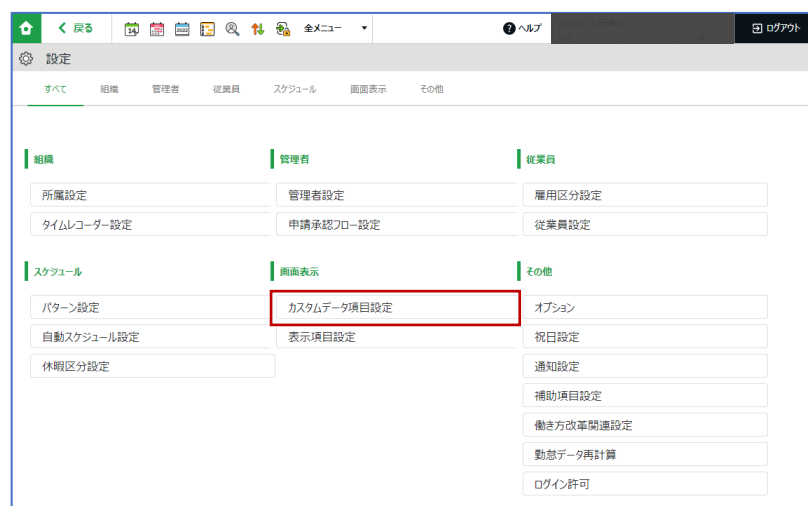 戻る 14 2022 全メニュー ヘルプ ログアウト
設定
すべて 組織 管理者 従業員 スケジュール 画面表示 その他
組織 管理者 従業員
所属設定 管理者設定 雇用区分設定
タイムレコーダー設定 申請承認フロー設定 従業員設定
スケジュール 画面表示 その他
パターン設定 カスタムデータ項目設定 オプション
自動スケジュール設定 表示項目設定 祝日設定
休暇区分設定 通知設定
補助項目設定
働き方改革関連設定
勤怠データ再計算
ログイン許可